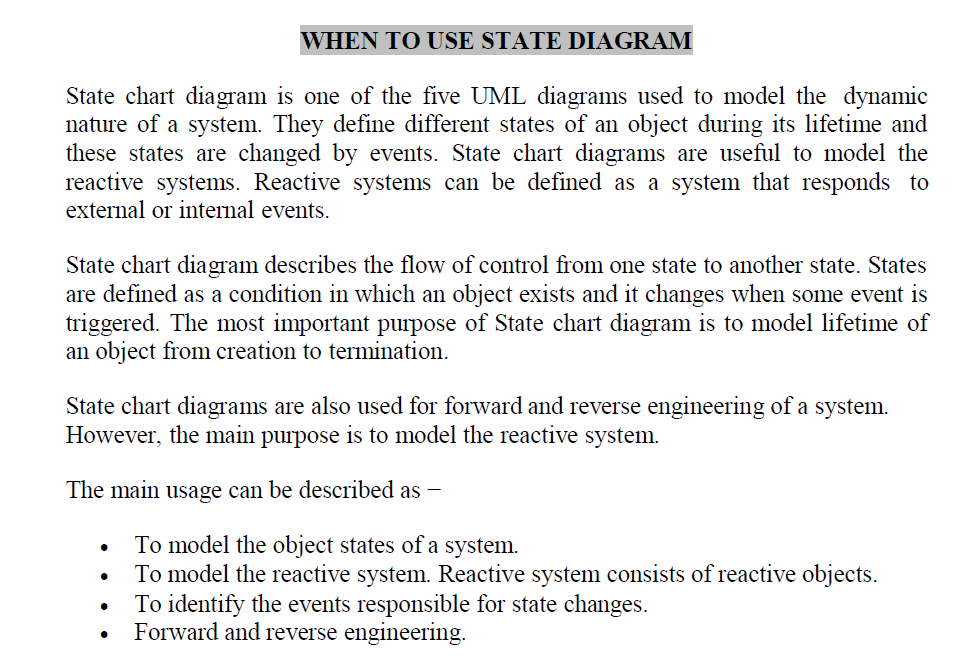 WHEN TO USE STATE DIAGRAM
State chart diagram is one of the five UML diagrams used to model the dynamic
nature of a system. They define different states of an object during its lifetime and
these states are changed by events. State chart diagrams are useful to model the
reactive systems. Reactive systems can be defined as a system that responds to
external or internal events.
State chart diagram describes the flow of control from one state to another state. States
are defined as a condition in which an object exists and it changes when some event is
triggered. The most important purpose of State chart diagram is to model lifetime of
an object from creation to termination.
State chart diagrams are also used for forward and reverse engineering of a system.
However, the main purpose is to model the reactive system.
The main usage can be described as −
• To model the object states of a system.
• To model the reactive system. Reactive system consists of reactive objects.
• To identify the events responsible for state changes.
• Forward and reverse engineering.